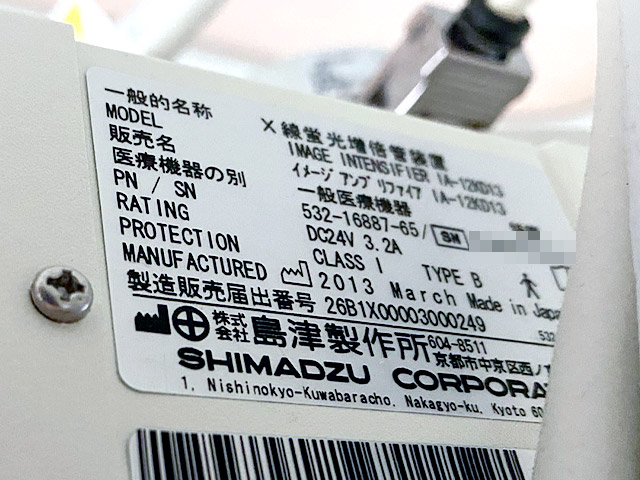 一般的名称 X線蛍光増倍管装置
MODEL IMAGE INTENSIFIER IA-12KD13
販売名 イメージ アンプ リファイア IA-12KD13
医療機器の別 一般医療機器
PN / SN 532-16887-65/ SN
RATING DC24V 3.2A
PROTECTION CLASS I TYPE B
MANUFACTURED 2013 March Made in Japan
製造販売届出番号 26B1X00003000249
532
株式会社 島津製作所 604-8511
京都市中京区西ノ
SHIMADZU CORPORA
1, Nishinokyo-Kuwabaracho, Nakagyo-ku, Kyoto 60